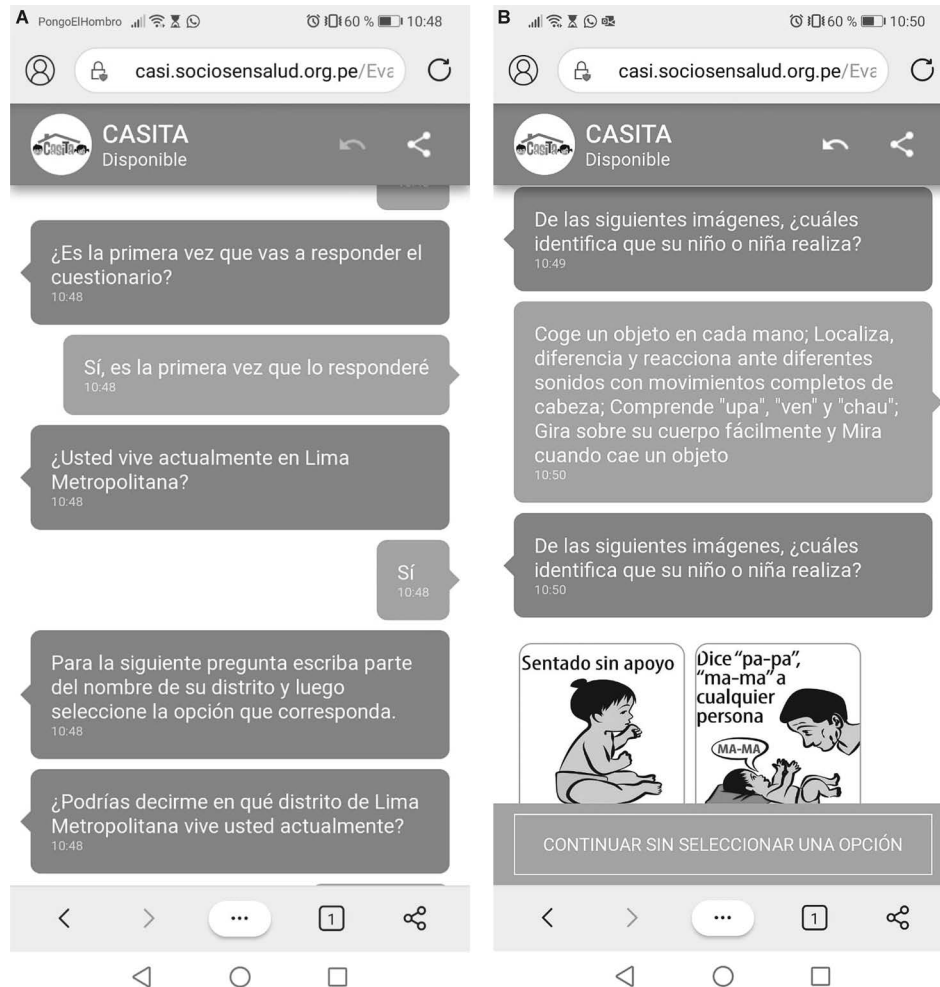 A PongoElHombro 60 % 10:48
casi.sociosensalud.org.pe/Eva
CASITA
CASITA
Disponible
¿Es la primera vez que vas a responder el
cuestionario?
10:48
Sí, es la primera vez que lo responderé
10:48
¿Usted vive actualmente en Lima
Metropolitana?
10:48
Sí
10:48
Para la siguiente pregunta escriba parte
del nombre de su distrito y luego
seleccione la opción que corresponda.
10:48
¿Podrías decirme en qué distrito de Lima
Metropolitana vive usted actualmente?
10:48
1
B 60 % 10:50
casi.sociosensalud.org.pe/Eva
CASITA
CASITA
Disponible
De las siguientes imágenes, ¿cuáles
identifica que su niño o niña realiza?
10:49
Coge un objeto en cada mano; Localiza,
diferencia y reacciona ante diferentes
sonidos con movimientos completos de
cabeza; Comprende "upa", "ven" y "chau";
Gira sobre su cuerpo fácilmente y Mira
cuando cae un objeto
10:50
De las siguientes imágenes, ¿cuáles
identifica que su niño o niña realiza?
10:50
Sentado sin apoyo
Dice “pa-pa”,
“ma-ma” a
cualquier
persona
MA-MA
CONTINUAR SIN SELECCIONAR UNA OPCIÓN
1